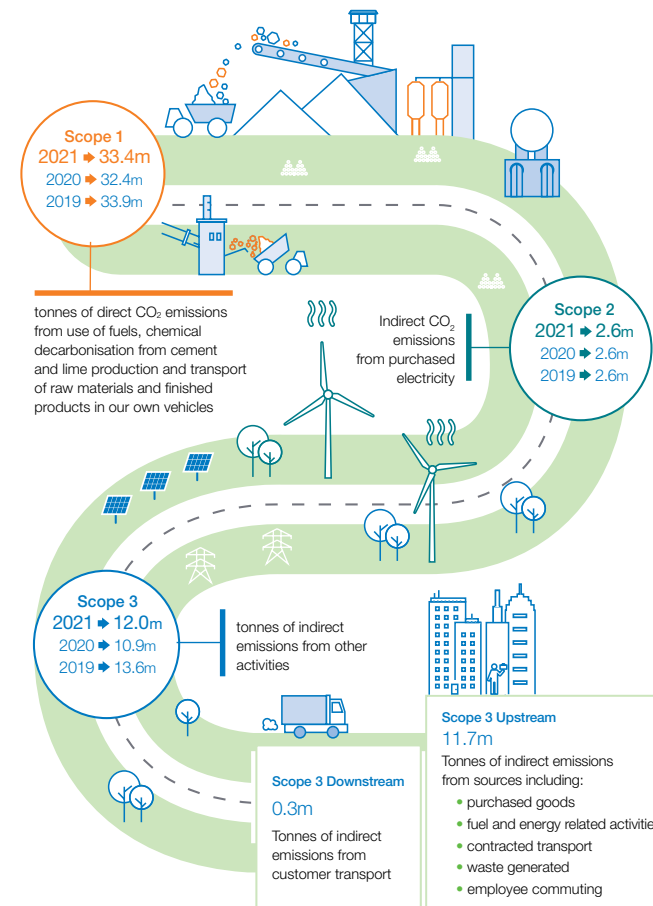 Scope 1
2021 ➨ 33.4m
2020 ➨ 32.4m
2019 ➨ 33.9m
tonnes of direct CO₂ emissions
from use of fuels, chemical
decarbonisation from cement
and lime production and transport
of raw materials and finished
products in our own vehicles
Indirect CO₂
emissions
from purchased
electricity
Scope 2
2021 ➨ 2.6m
2020 ➨ 2.6m
2019 ➨ 2.6m
Scope 3
2021 ➨ 12.0m
2020 ➨ 10.9m
2019 ➨ 13.6m
tonnes of indirect
emissions from other
activities
Scope 3 Downstream
0.3m
Tonnes of indirect
emissions from
customer transport
Scope 3 Upstream
11.7m
Tonnes of indirect emissions
from sources including:
• purchased goods
• fuel and energy related activitie
• contracted transport
• waste generated
• employee commuting